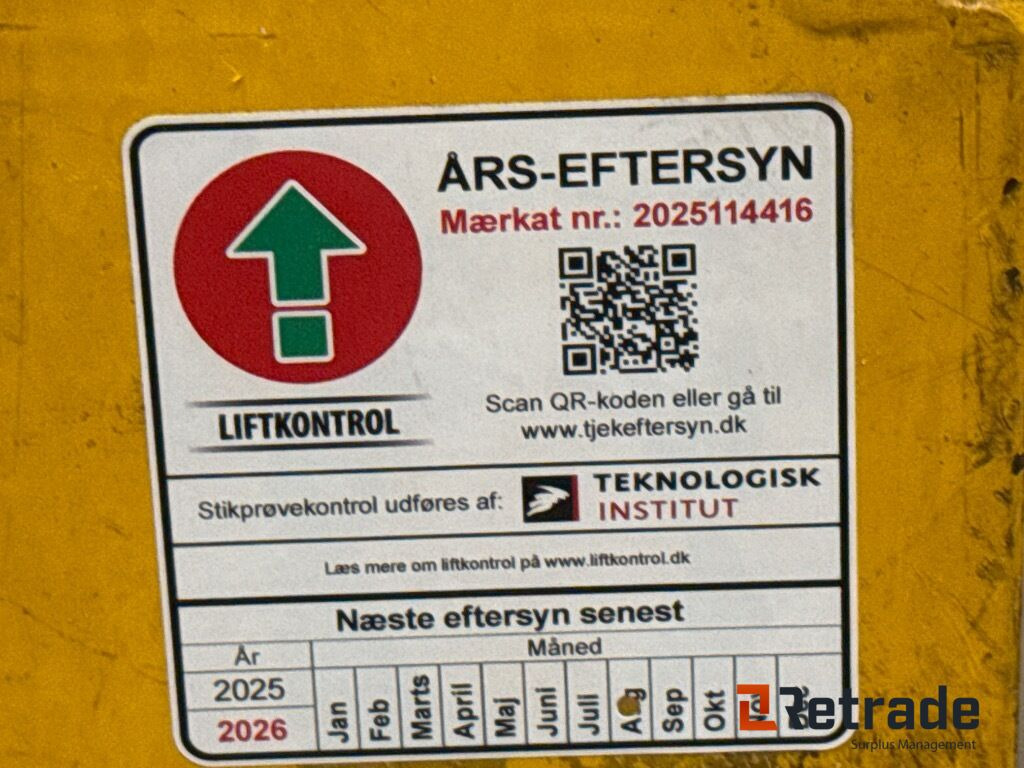 ÅRS-EFTERSYN
Mærkat nr.: 2025114416
Scan QR-koden eller gå til
www.tjekeftersyn.dk
LIFTKONTROL
Stikprøvekontrol udføres af:
TEKNOLOGISK
INSTITUT
Læs mere om liftkontrol på www.liftkontrol.dk
Næste eftersyn senest
År
Måned
2025
2026
Jan
Feb
Marts
April
Maj
Juni
Juli
Aug
Sep
Okt
Retrade
Surplus Management